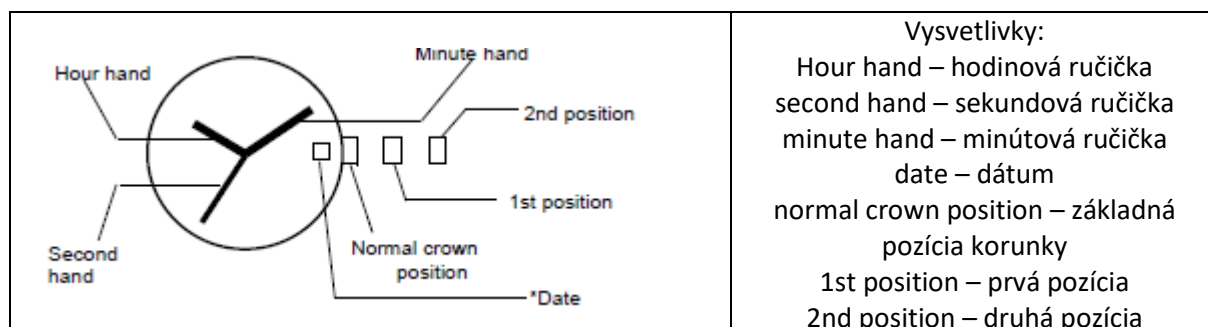 Hour hand
Minute hand
2nd position
1st position
Second
hand
Normal crown
position
*Date
Vysvetlivky:
Hour hand – hodinová ručička
second hand – sekundová ručička
minute hand – minútová ručička
date – dátum
normal crown position – základná
pozícia korunky
1st position – prvá pozícia
2nd position – druhá pozícia